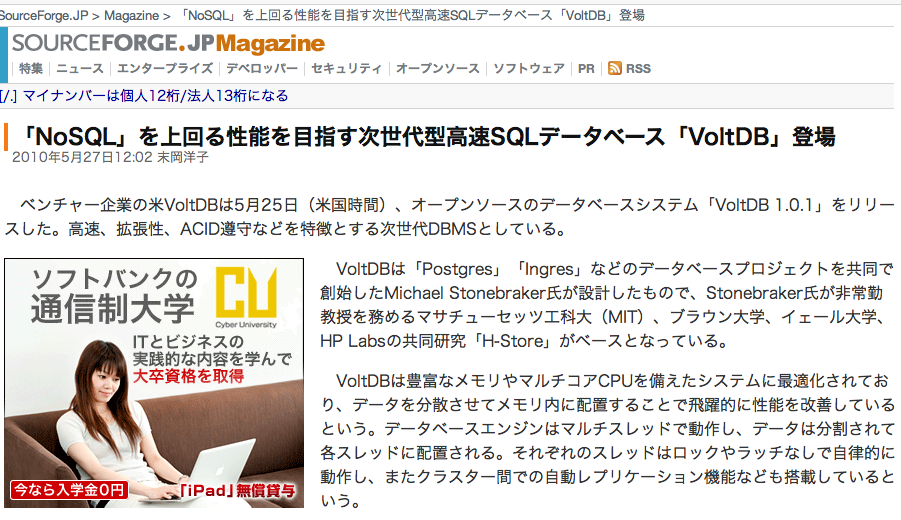 SourceForge.JP > Magazine > 「NoSQL」を上回る性能を目指す次世代型高速SQLデータベース「VoltDB」登場
SOURCEFORGE.JP Magazine
特集 ニュース エンタープライズ デベロッパー セキュリティ オープンソース ソフトウェア PR RSS
[/.] マイナンバーは個人12桁/法人13桁になる
「NoSQL」を上回る性能を目指す次世代型高速SQLデータベース「VoltDB」登場
2010年5月27日12:02 末岡洋子
ベンチャー企業の米VoltDBは5月25日（米国時間）、オープンソースのデータベースシステム「VoltDB 1.0.1」をリリー
スした。高速、拡張性、ACID遵守などを特徴とする次世代DBMSとしている。
ソフトバンクの
通信制大学
CU
Cyber University
ITとビジネスの
実践的な内容を学んで
大卒資格を取得
今なら入学金0円
「iPad」無償貸与
VoltDBは「Postgres」「Ingres」などのデータベースプロジェクトを共同で
創始したMichael Stonebraker氏が設計したもので、Stonebraker氏が非常勤
教授を務めるマサチューセッツ工科大（MIT）、ブラウン大学、イェール大学、
HP Labsの共同研究「H-Store」がベースとなっている。
VoltDBは豊富なメモリやマルチコアCPUを備えたシステムに最適化されてお
り、データを分散させてメモリ内に配置することで飛躍的に性能を改善している
という。データベースエンジンはマルチスレッドで動作し、データは分割されて
各スレッドに配置される。それぞれのスレッドはロックやラッチなしで自律的に
動作し、またクラスター間での自動レプリケーション機能なども搭載していると
いう。